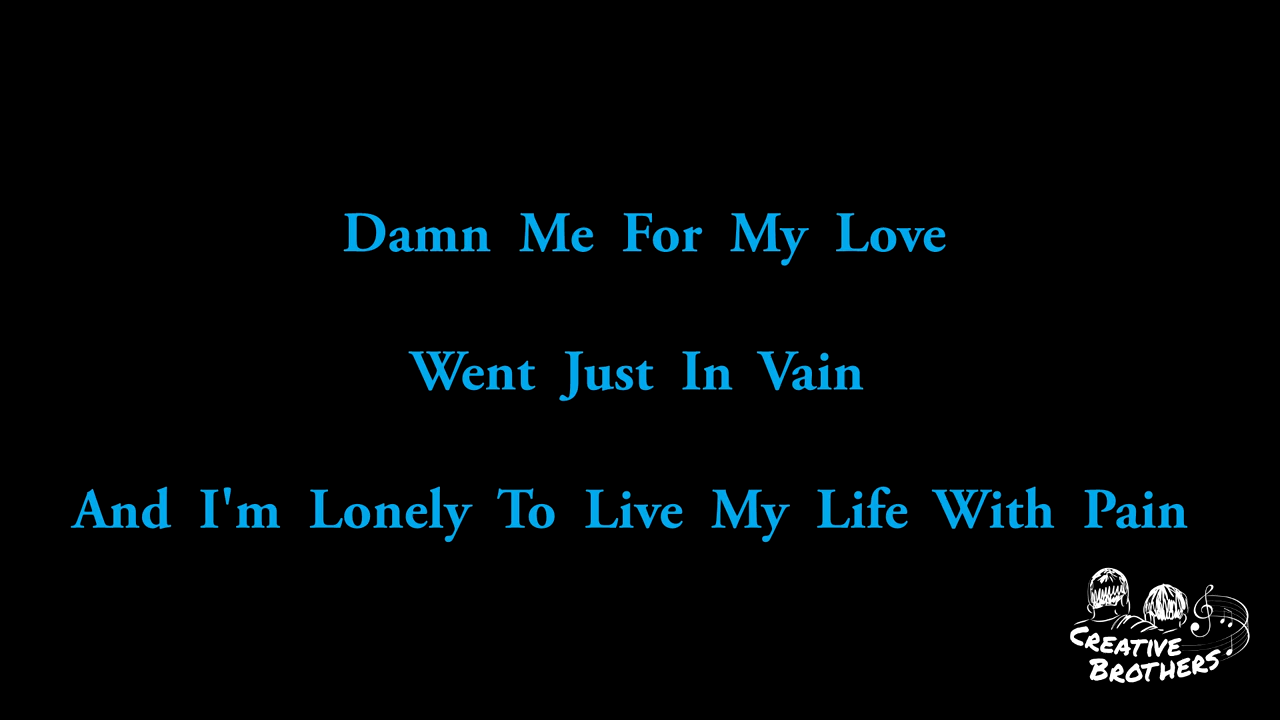 Damn Me For My Love
Went Just In Vain
And I'm Lonely To Live My Life With Pain
CREATIVE
BROTHERS